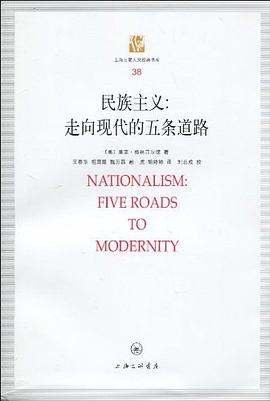 上海三联人文经典书库
38
民族主义:
走向现代的五条道路
(美) 里亚·格林菲尔德 著
王春华 祖国霞 魏万磊 谢虎 胡婷婷 译 刘北成 校
NATIONALISM:
FIVE ROADS
TO
MODERNITY
上海三联书店